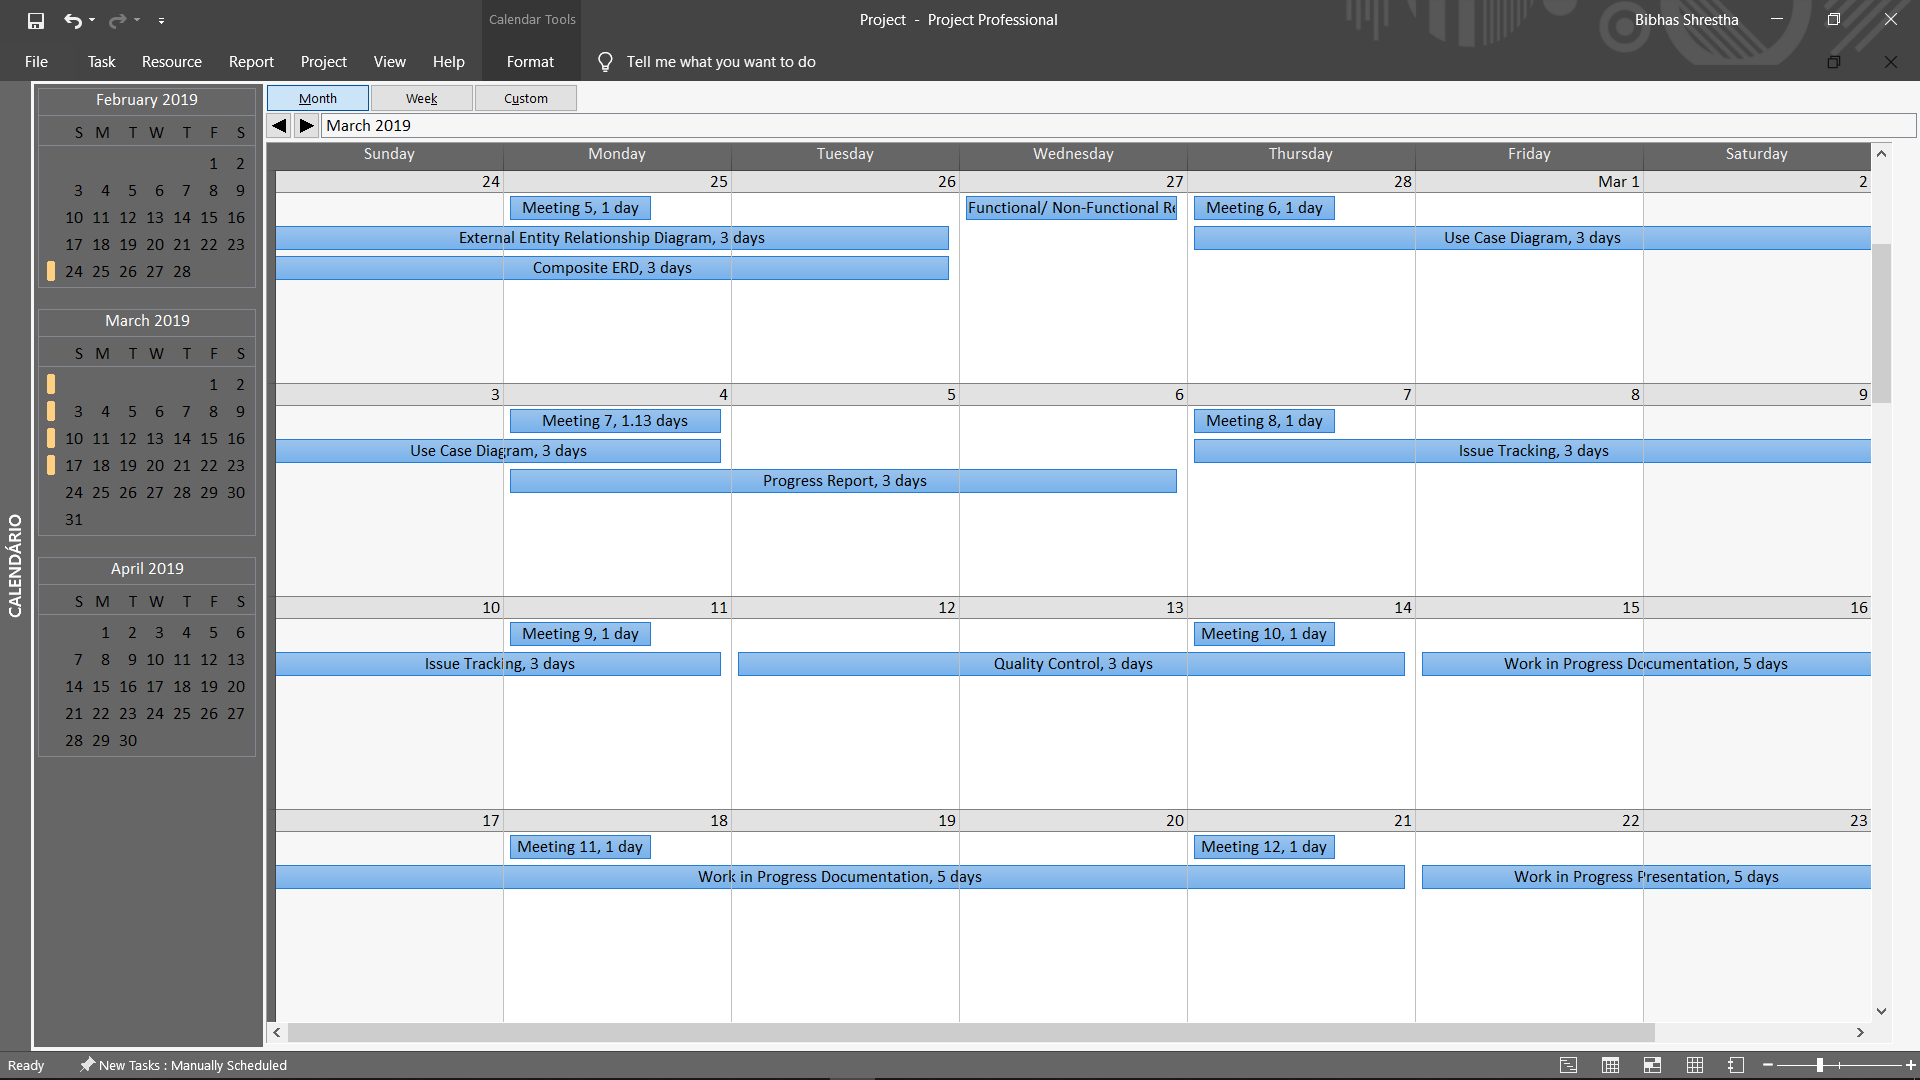 Calendar Tools
Project - Project Professional
Bibhas Shrestha
File Task Resource Report Project View Help Format Tell me what you want to do
February 2019
S M T W T F S
1 2
3 4 5 6 7 8 9
10 11 12 13 14 15 16
17 18 19 20 21 22 23
24 25 26 27 28
March 2019
S M T W T F S
1 2
3 4 5 6 7 8 9
10 11 12 13 14 15 16
17 18 19 20 21 22 23
24 25 26 27 28 29 30
31
April 2019
S M T W T F S
1 2 3 4 5 6
7 8 9 10 11 12 13
14 15 16 17 18 19 20
21 22 23 24 25 26 27
28 29 30
CALENDÁRIO
Month Week Custom
March 2019
Sunday Monday Tuesday Wednesday Thursday Friday Saturday
24 25 26 27 28 Mar 1 2
Meeting 5, 1 day Functional/ Non-Functional Re Meeting 6, 1 day
External Entity Relationship Diagram, 3 days Use Case Diagram, 3 days
Composite ERD, 3 days
3 4 5 6 7 8 9
Meeting 7, 1.13 days Meeting 8, 1 day
Use Case Diagram, 3 days Issue Tracking, 3 days
Progress Report, 3 days
10 11 12 13 14 15 16
Meeting 9, 1 day Meeting 10, 1 day
Issue Tracking, 3 days Quality Control, 3 days Work in Progress Documentation, 5 days
17 18 19 20 21 22 23
Meeting 11, 1 day Meeting 12, 1 day
Work in Progress Documentation, 5 days Work in Progress Presentation, 5 days
Ready New Tasks : Manually Scheduled